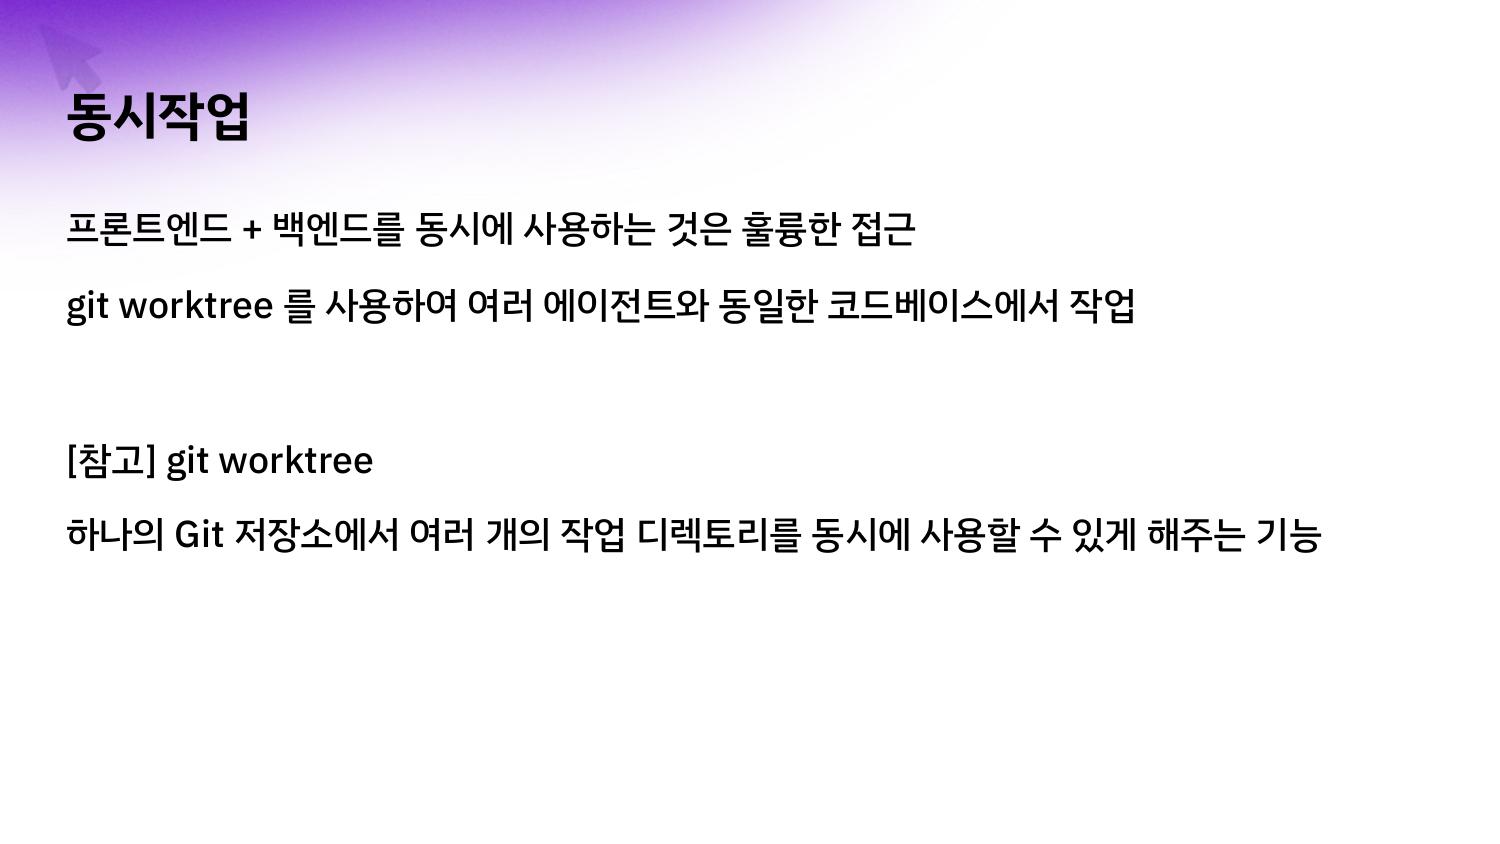 동시작업
프론트엔드 + 백엔드를 동시에 사용하는 것은 훌륭한 접근
git worktree 를 사용하여 여러 에이전트와 동일한 코드베이스에서 작업
[참고] git worktree
하나의 Git 저장소에서 여러 개의 작업 디렉토리를 동시에 사용할 수 있게 해주는 기능